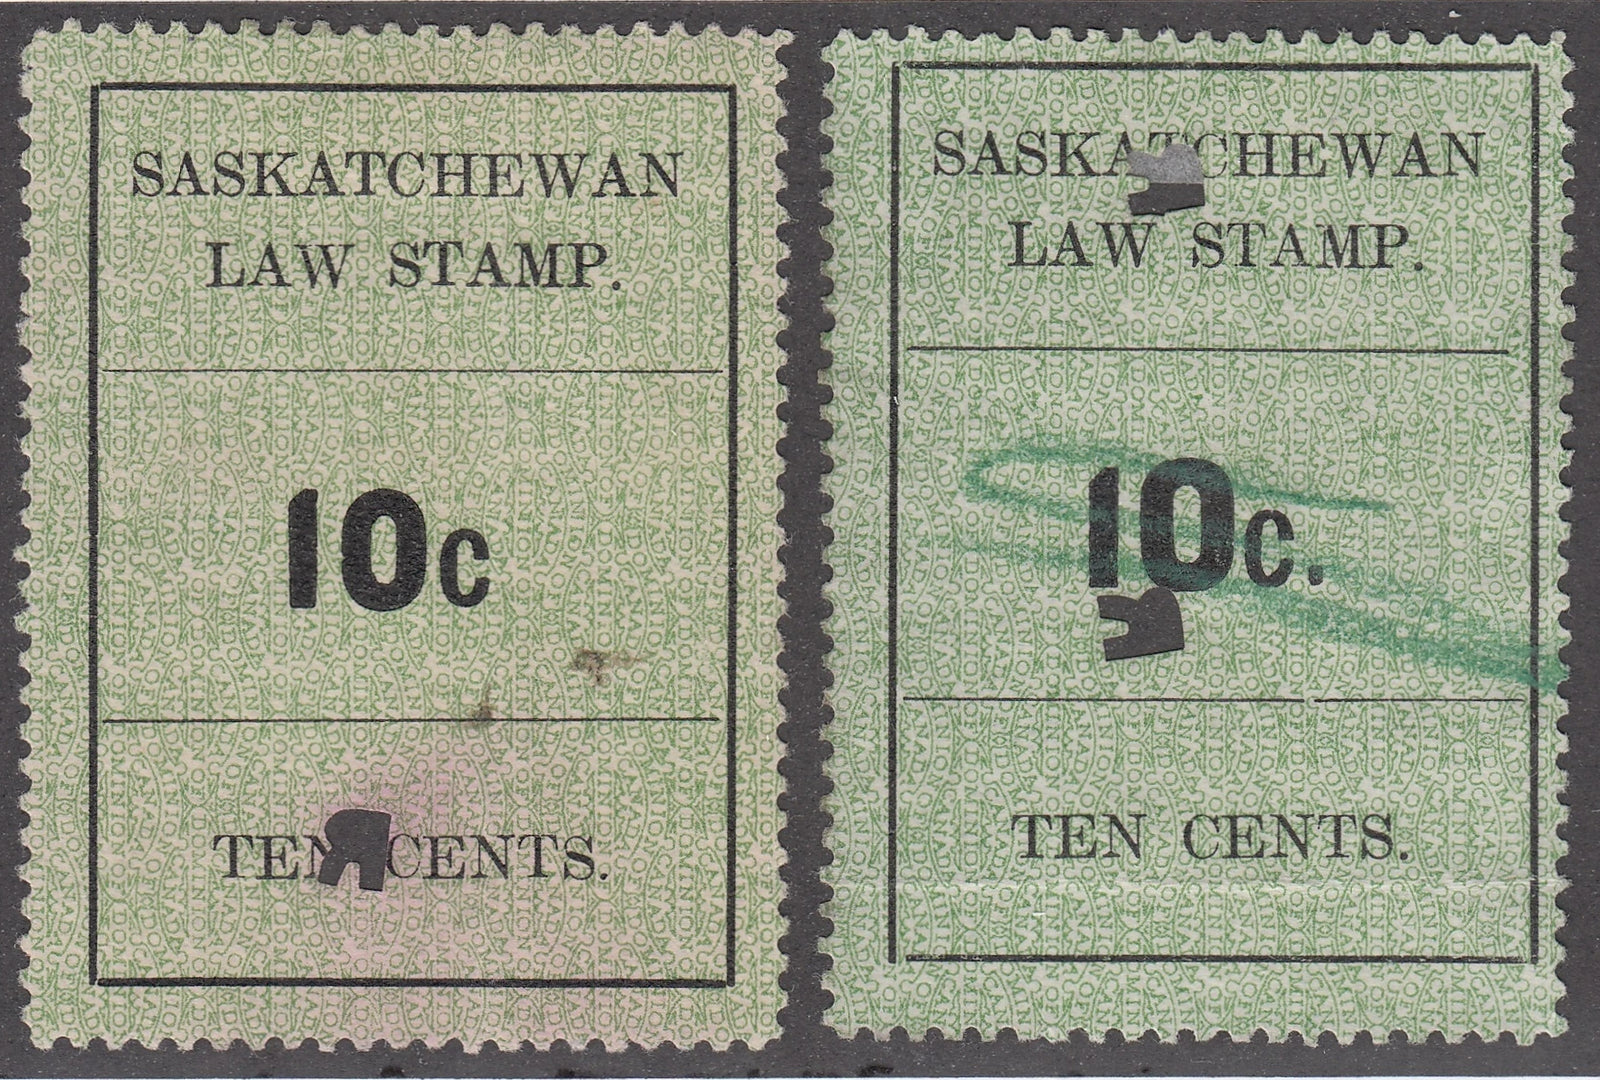 SASKATCHEWAN
LAW STAMP.
10c
TEN CENTS.
SASKATCHEWAN
LAW STAMP.
10c.
TEN CENTS.